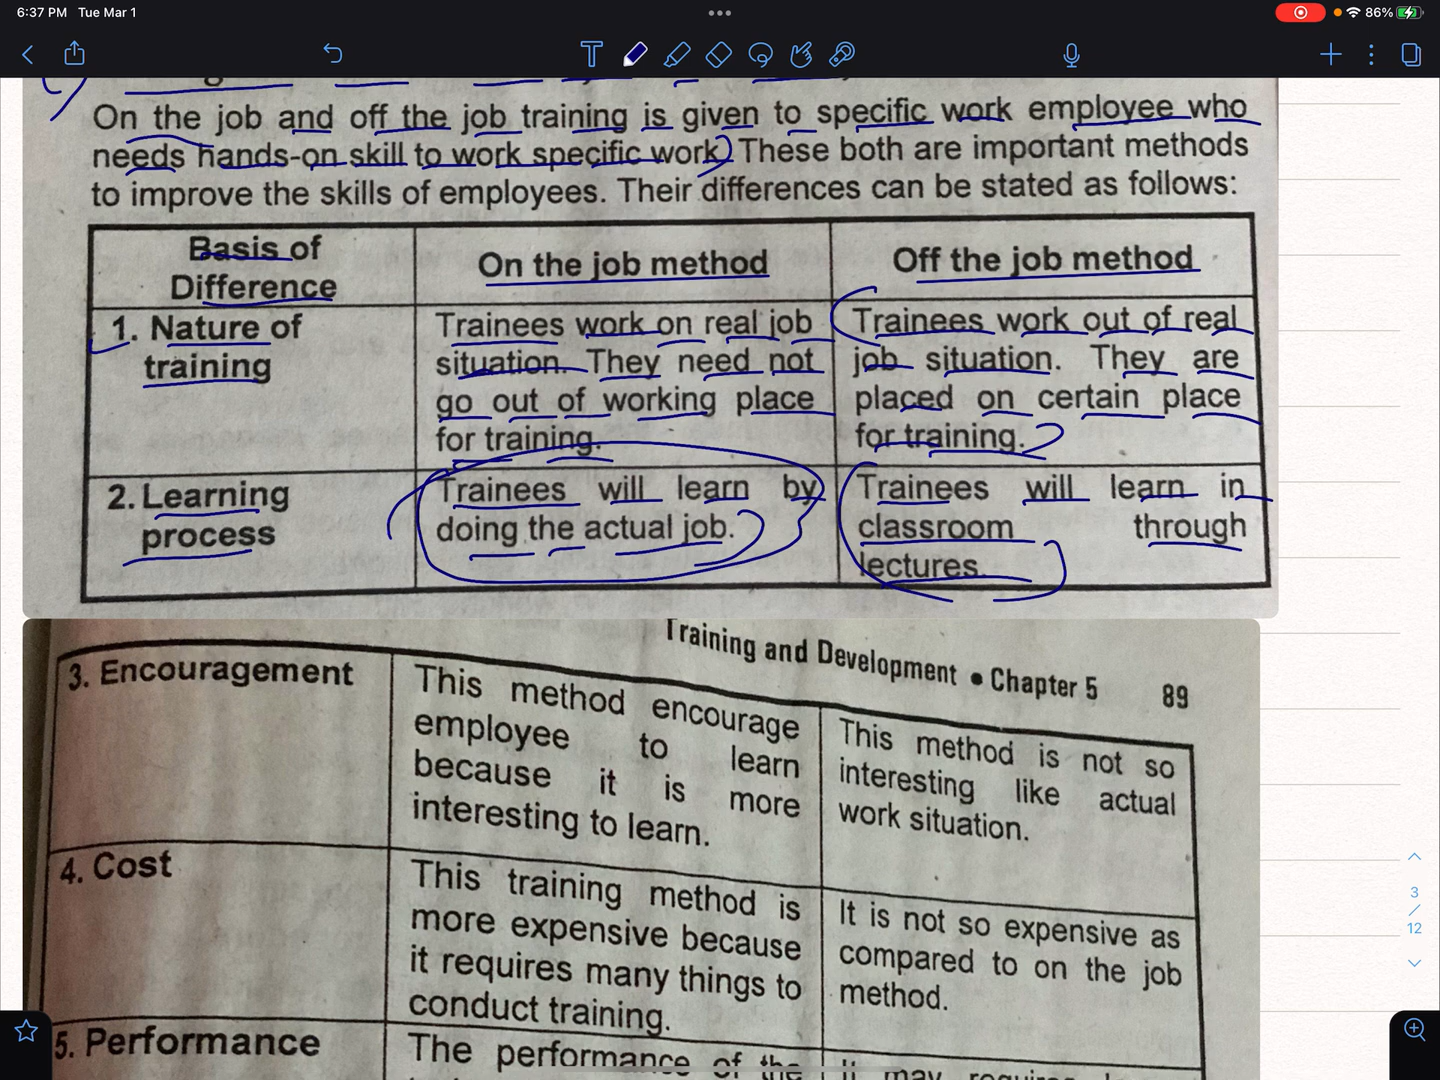 6:37 PM Tue Mar 1
86%
On the job and off the job training is given to specific work employee who
needs hands-on skill to work specific work) These both are important methods
to improve the skills of employees. Their differences can be stated as follows:
Basis of
Difference
On the job method
Off the job method
1. Nature of
training
Trainees work on real job
situation. They need not
go out of working place
for training.
Trainees work out of real
job situation. They are
placed on certain place
for training.
2. Learning
process
Trainees will learn by
doing the actual job.
Trainees will learn in
classroom through
lectures.
Training and Development • Chapter 5 89
3. Encouragement
This method encourage
employee to learn
because it is more
interesting to learn.
This method is not so
interesting like actual
work situation.
4. Cost
This training method is
more expensive because
it requires many things to
conduct training.
It is not so expensive as
compared to on the job
method.
5. Performance
The performance of the
It may
3
/
12